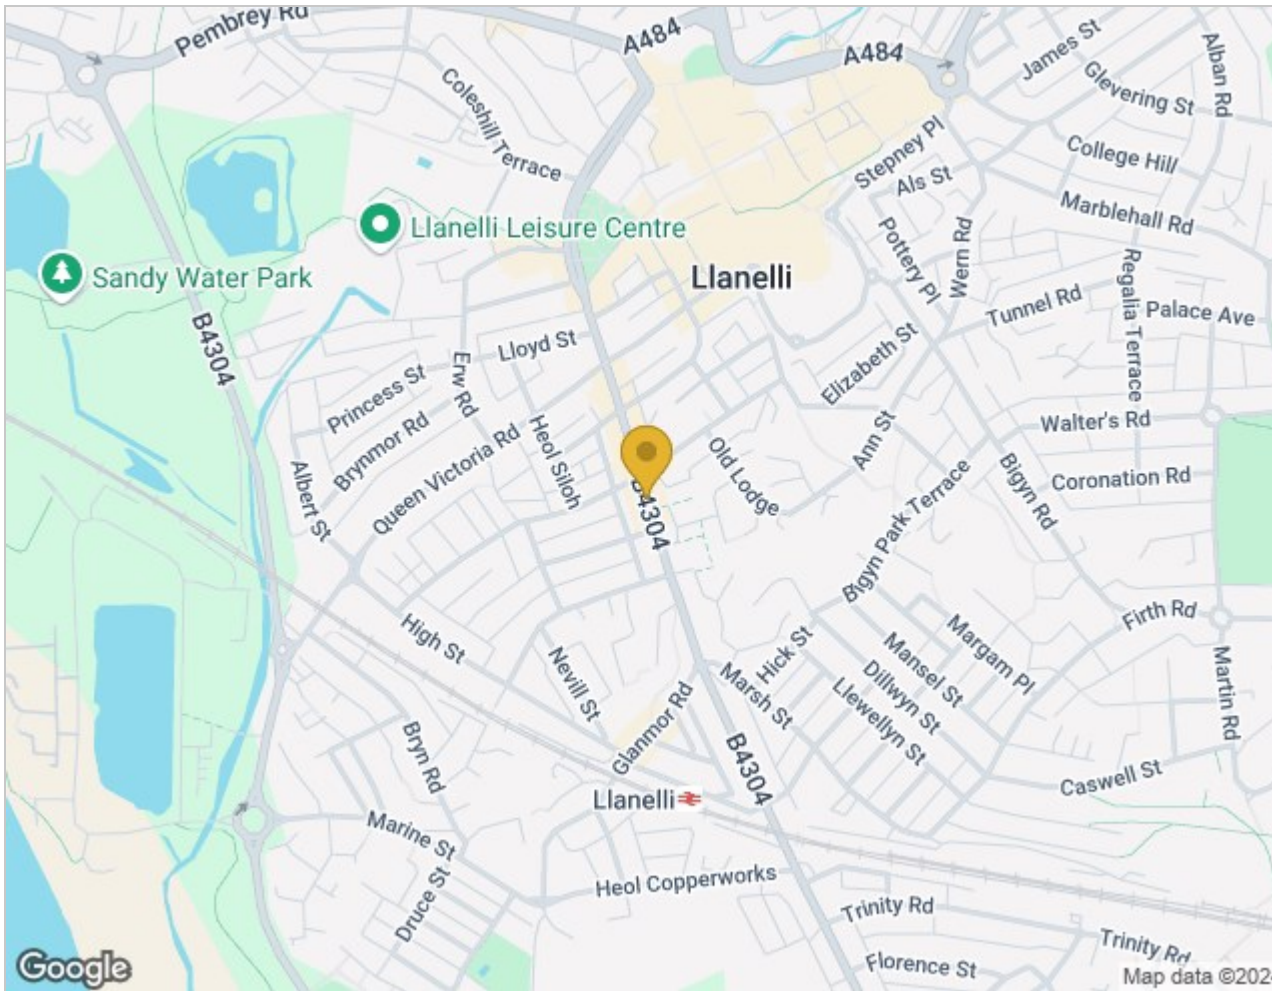 Pembrey Rd
A484
A484
James St
Glevering St
Alban Rd
Coleshill Terrace
College Hill
Stepney Pl
Als St
Marblehall Rd
Llanelli Leisure Centre
Pottery Pl
Wern Rd
Regalia Terrace
Sandy Water Park
Llanelli
Tunnel Rd
Palace Ave
B4304
Lloyd St
Elizabeth St
Princess St
Erw Rd
Brynmor Rd
Queen Victoria Rd
Heol Siloh
Old Lodge
Ann St
Walter's Rd
Albert St
B4304
Bigyn Rd
Coronation Rd
Bigyn Park Terrace
High St
Nevill St
Hick St
Margam Pl
Firth Rd
Mansel St
Dillwyn St
Llewellyn St
Marsh St
Glanmor Rd
Martin Rd
Bryn Rd
B4304
Caswell St
Llanelli
Marine St
Druce St
Heol Copperworks
Trinity Rd
Trinity Rd
Florence St
Google
Map data ©2024